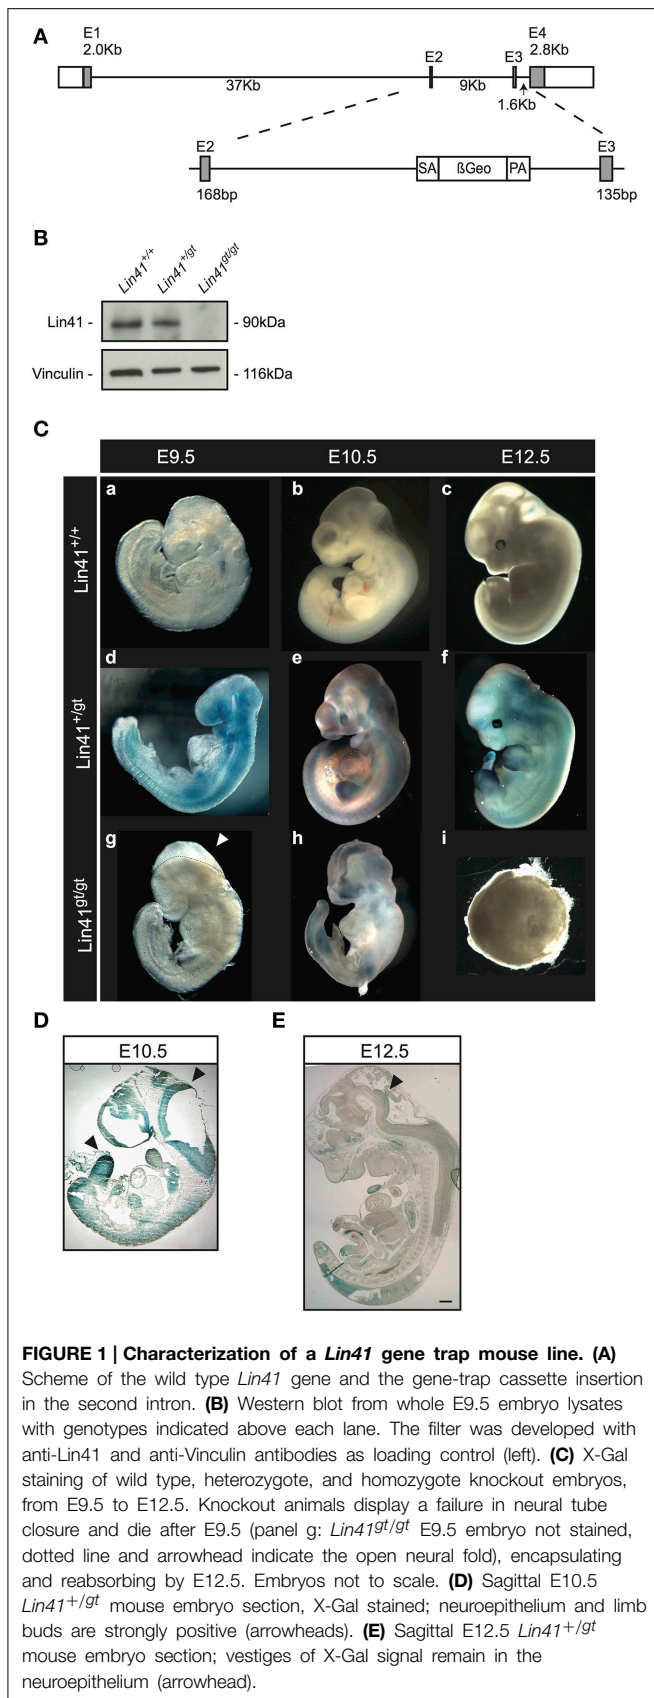 A
E1
2.0Kb
E2
E3
E4
2.8Kb
37Kb
9Kb
1.6Kb
E2
E3
SA
ßGeo
PA
168bp
135bp
B
Lin41+/+
Lin41+/gt
Lin41gt/gt
Lin41 -
- 90kDa
Vinculin -
- 116kDa
C
E9.5
E10.5
E12.5
Lin41+/+
a
b
c
Lin41+/gt
d
e
f
Lin41gt/gt
g
h
i
D
E10.5
E
E12.5
FIGURE 1 | Characterization of a Lin41 gene trap mouse line. (A)
Scheme of the wild type Lin41 gene and the gene-trap cassette insertion
in the second intron. (B) Western blot from whole E9.5 embryo lysates
with genotypes indicated above each lane. The filter was developed with
anti-Lin41 and anti-Vinculin antibodies as loading control (left). (C) X-Gal
staining of wild type, heterozygote, and homozygote knockout embryos,
from E9.5 to E12.5. Knockout animals display a failure in neural tube
closure and die after E9.5 (panel g: Lin41gt/gt E9.5 embryo not stained,
dotted line and arrowhead indicate the open neural fold), encapsulating
and reabsorbing by E12.5. Embryos not to scale. (D) Sagittal E10.5
Lin41+/gt mouse embryo section, X-Gal stained; neuroepithelium and limb
buds are strongly positive (arrowheads). (E) Sagittal E12.5 Lin41+/gt
mouse embryo section; vestiges of X-Gal signal remain in the
neuroepithelium (arrowhead).